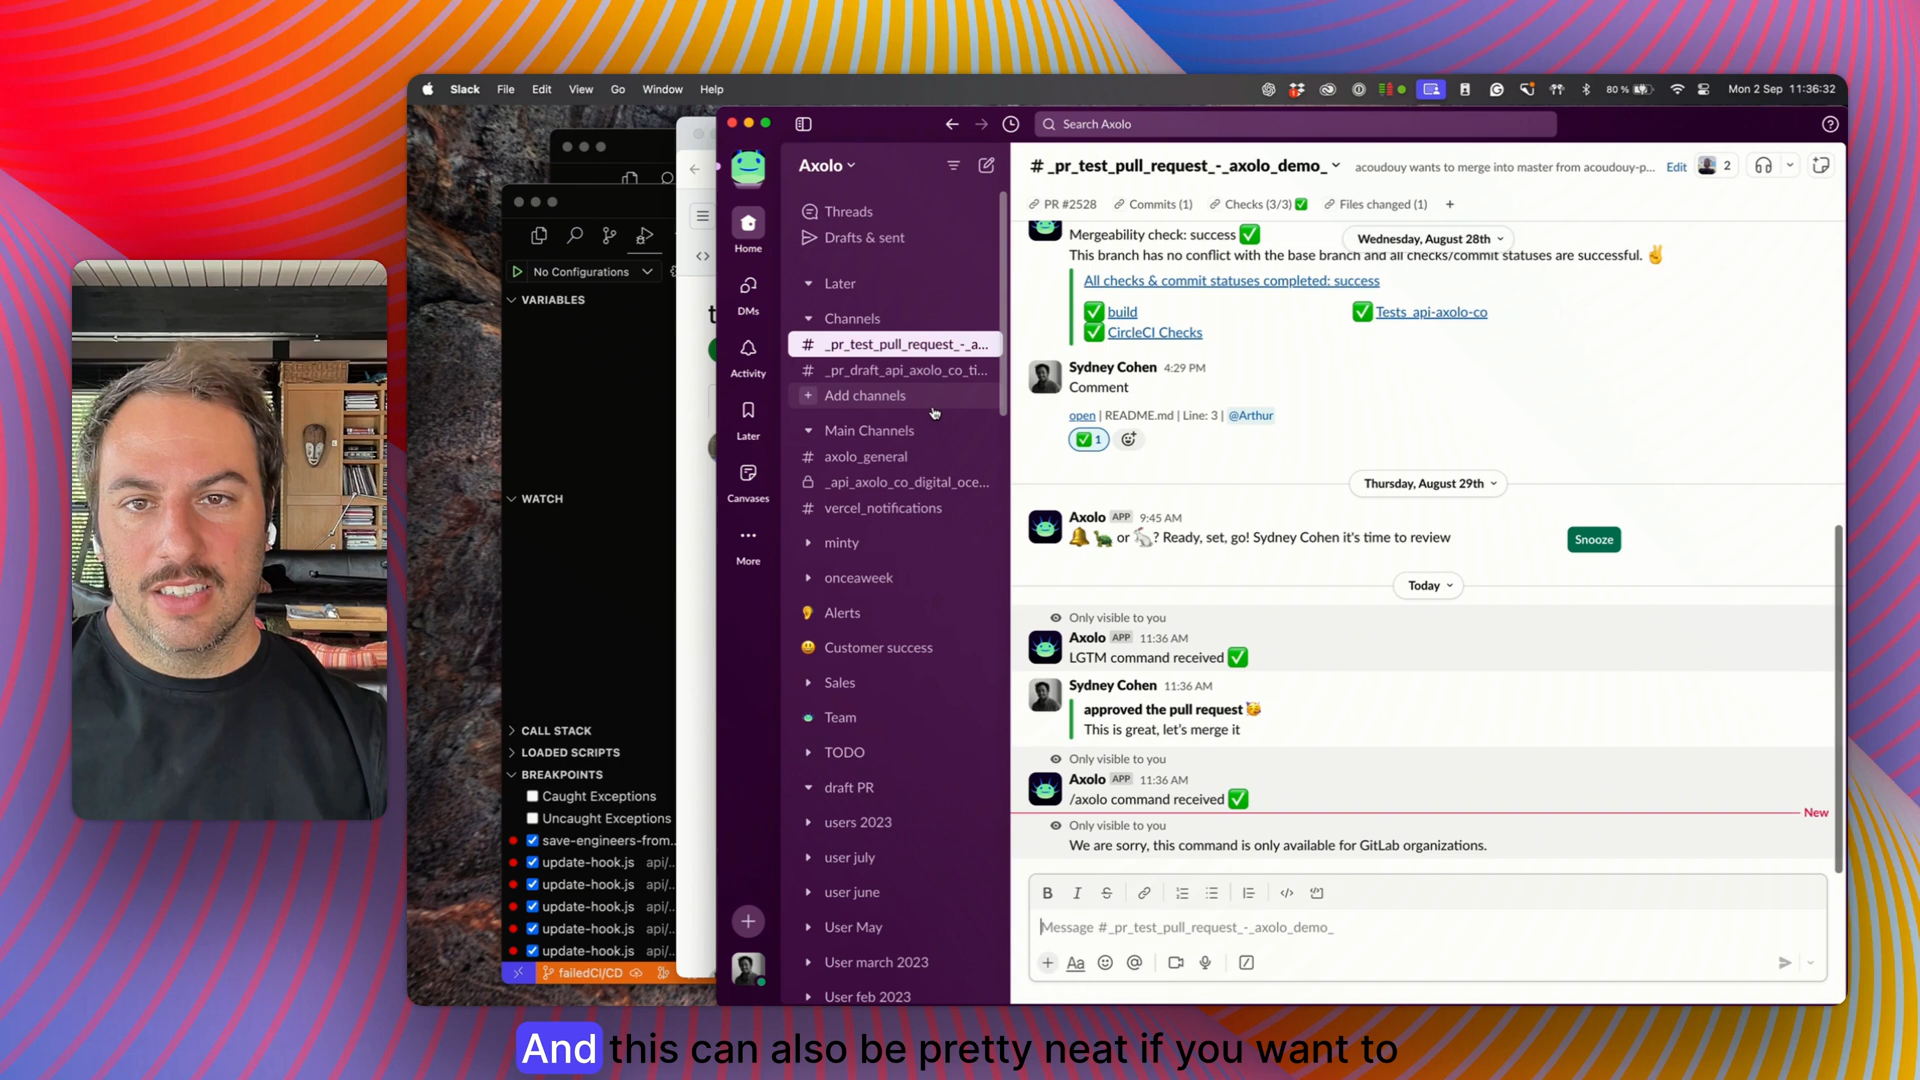 Slack File Edit View Go Window Help
80 % Mon 2 Sep 11:36:32
Search Axolo
No Configurations
VARIABLES
WATCH
CALL STACK
LOADED SCRIPTS
BREAKPOINTS
Caught Exceptions
Uncaught Exceptions
save-engineers-from...
update-hook.js api/...
update-hook.js api/...
update-hook.js api/...
update-hook.js api/...
update-hook.js api/...
failedCI/CD
Home
DMs
Activity
Later
Canvases
More
Axolo
Threads
Drafts & sent
Later
Channels
# _pr_test_pull_request_-_a...
# _pr_draft_api_axolo_co_ti...
+ Add channels
Main Channels
# axolo_general
_api_axolo_co_digital_oce...
# vercel_notifications
minty
onceaweek
Alerts
Customer success
Sales
Team
TODO
draft PR
users 2023
user july
user june
User May
User march 2023
User feb 2023
# _pr_test_pull_request_-_axolo_demo_ acoudouy wants to merge into master from acoudouy-p... Edit 2
PR #2528 Commits (1) Checks (3/3) ✅ Files changed (1) +
Mergeability check: success ✅
Wednesday, August 28th
This branch has no conflict with the base branch and all checks/commit statuses are successful. ✌️
All checks & commit statuses completed: success
✅ build ✅ Tests api-axolo-co
✅ CircleCI Checks
Sydney Cohen 4:29 PM
Comment
open | README.md | Line: 3 | @Arthur
✅ 1
Thursday, August 29th
Axolo APP 9:45 AM
🔔 🐢 or 🐇? Ready, set, go! Sydney Cohen it's time to review
Snooze
Today
Only visible to you
Axolo APP 11:36 AM
LGTM command received ✅
Sydney Cohen 11:36 AM
approved the pull request 🥳
This is great, let's merge it
Only visible to you
Axolo APP 11:36 AM
/axolo command received ✅
New
Only visible to you
We are sorry, this command is only available for GitLab organizations.
Message #_pr_test_pull_request_-_axolo_demo_
And this can also be pretty neat if you want to